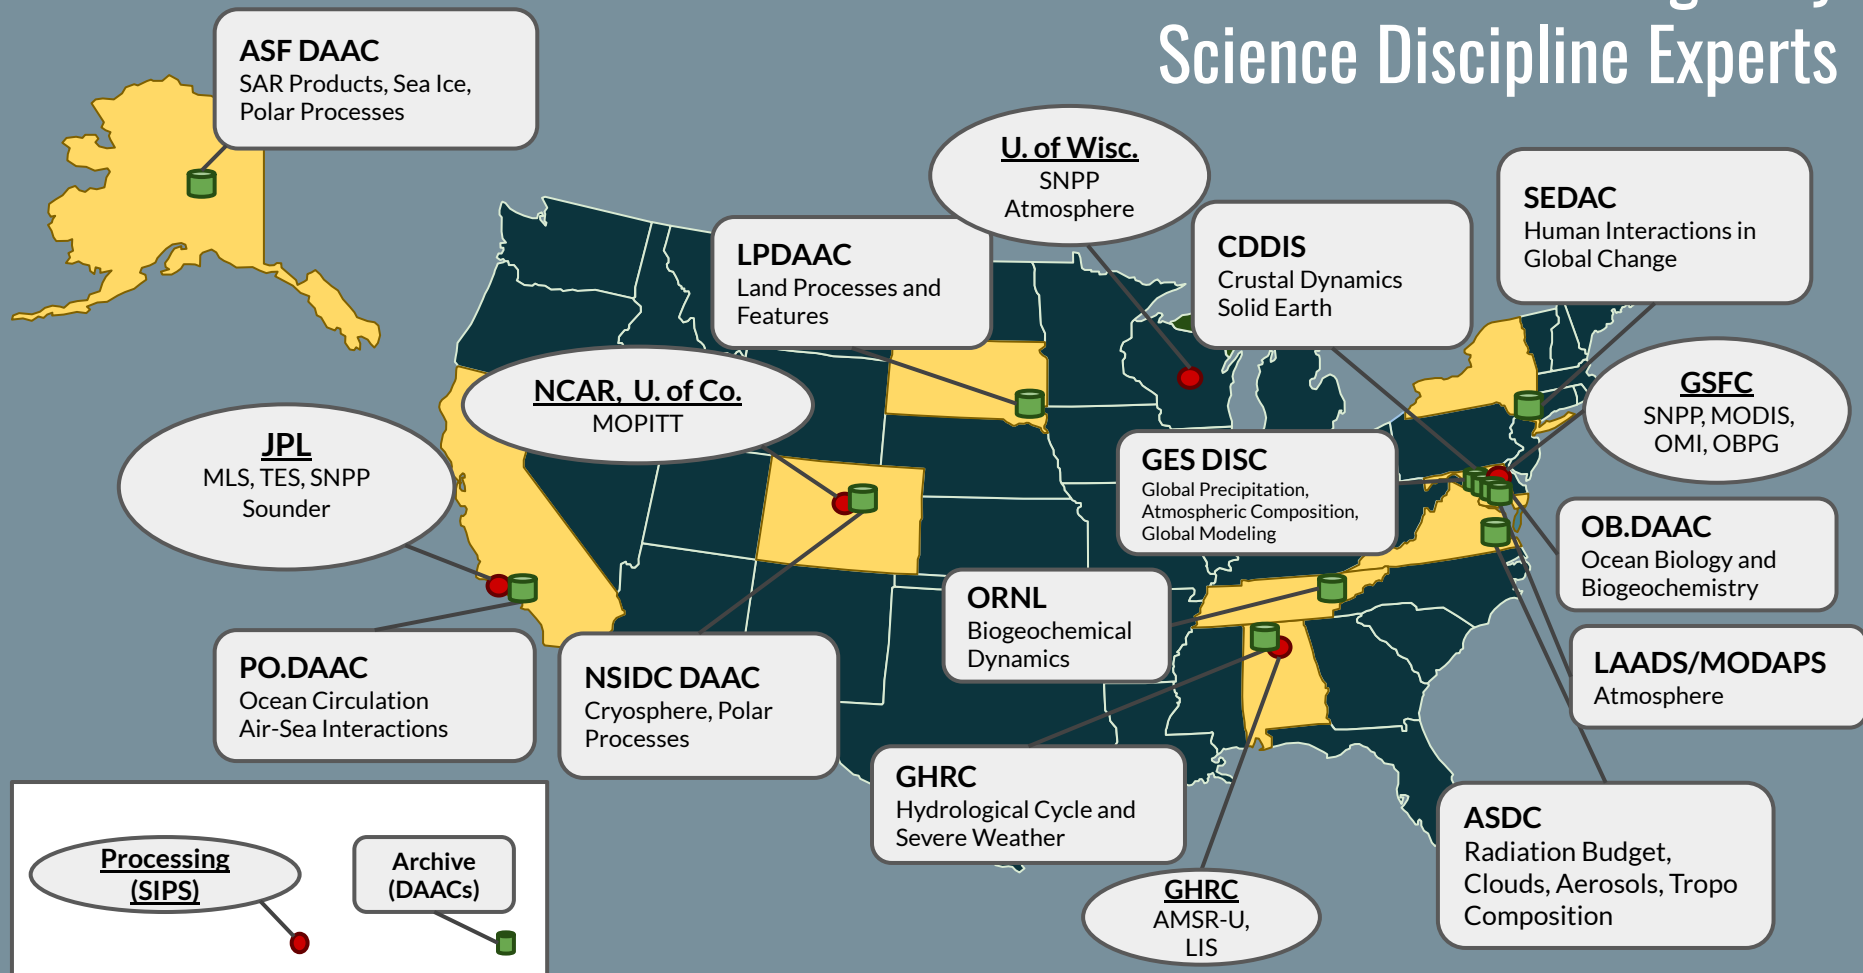 Science Discipline Experts
ASF DAAC
SAR Products, Sea Ice,
Polar Processes
U. of Wisc.
SNPP
Atmosphere
SEDAC
Human Interactions in
Global Change
LPDAAC
Land Processes and
Features
CDDIS
Crustal Dynamics
Solid Earth
NCAR, U. of Co.
MOPITT
GSFC
SNPP, MODIS,
OMI, OBPG
JPL
MLS, TES, SNPP
Sounder
GES DISC
Global Precipitation,
Atmospheric Composition,
Global Modeling
OB.DAAC
Ocean Biology and
Biogeochemistry
ORNL
Biogeochemical
Dynamics
PO.DAAC
Ocean Circulation
Air-Sea Interactions
NSIDC DAAC
Cryosphere, Polar
Processes
LAADS/MODAPS
Atmosphere
GHRC
Hydrological Cycle and
Severe Weather
ASDC
Radiation Budget,
Clouds, Aerosols, Tropo
Composition
GHRC
AMSR-U,
LIS
Processing
(SIPS)
Archive
(DAACs)